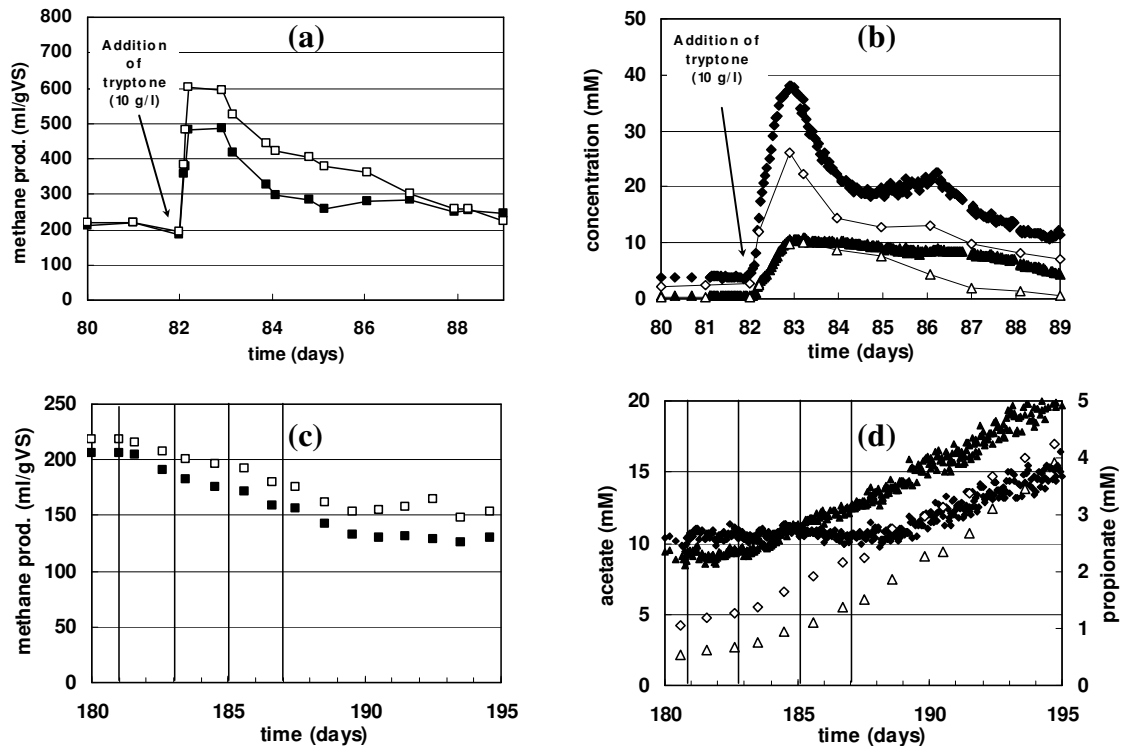 (a)
methane prod. (ml/gVS)
800
700
600
500
400
300
200
100
0
Addition
of
tryptone
(10 g/l)
80 82 84 86 88
time (days)
(b)
concentration (mM)
50
40
30
20
10
0
Addition of
tryptone
(10 g/l)
80 81 82 83 84 85 86 87 88 89
time (days)
(c)
methane prod. (ml/gVS)
250
200
150
100
50
0
180 185 190 195
time (days)
(d)
acetate (mM)
20
15
10
5
0
5
4
3
2
1
0
propionate (mM)
180 185 190 195
time (days)